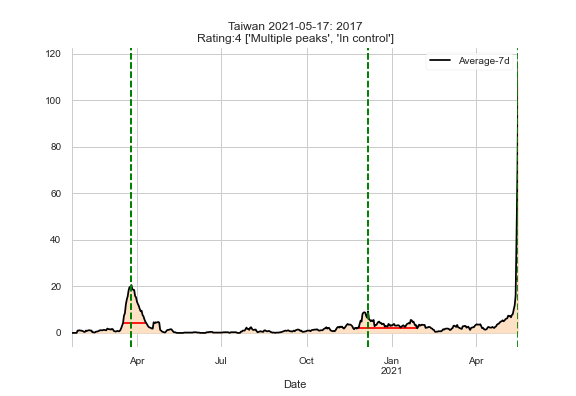 Taiwan 2021-05-17: 2017
Rating:4 ['Multiple peaks', 'In control']
Average-7d
120
100
80
60
40
20
0
Apr
Jul
Oct
Jan
2021
Apr
Date